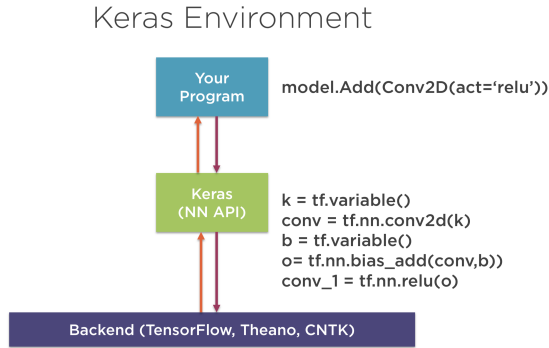 Keras Environment
Your
Program
model.Add(Conv2D(act=‘relu’))
Keras
(NN API)
k = tf.variable()
conv = tf.nn.conv2d(k)
b = tf.variable()
o= tf.nn.bias_add(conv,b))
conv_1 = tf.nn.relu(o)
Backend (TensorFlow, Theano, CNTK)